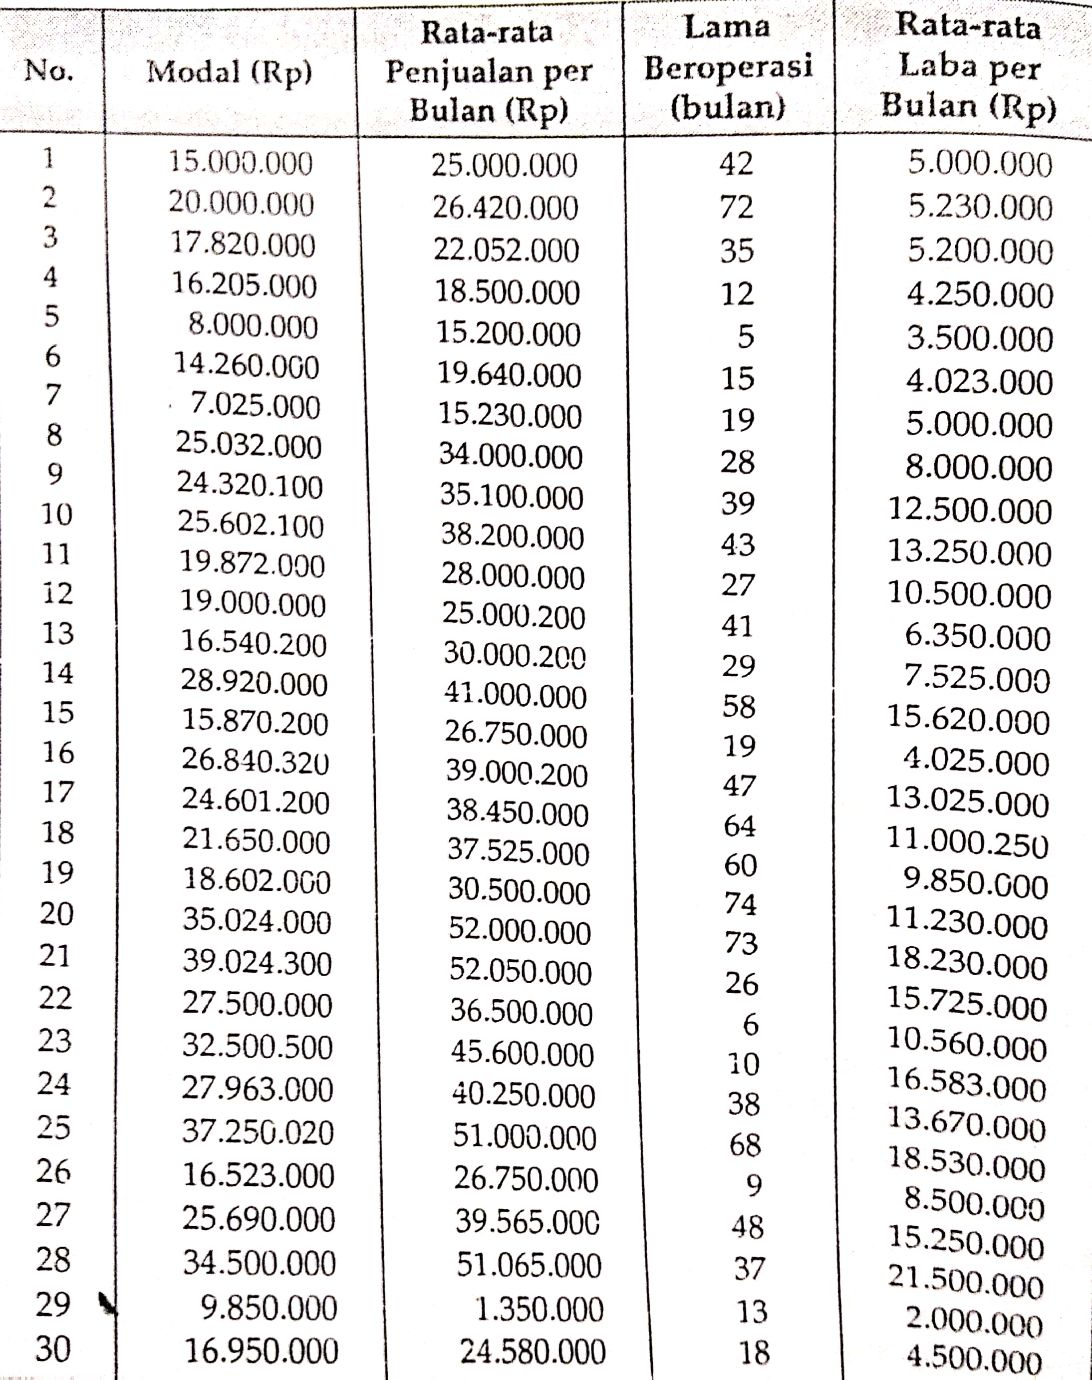 No. Modal (Rp) Rata-rata Penjualan per Bulan (Rp) Lama Beroperasi (bulan) Rata-rata Laba per Bulan (Rp)
1 15.000.000 25.000.000 42 5.000.000
2 20.000.000 26.420.000 72 5.230.000
3 17.820.000 22.052.000 35 5.200.000
4 16.205.000 18.500.000 12 4.250.000
5 8.000.000 15.200.000 5 3.500.000
6 14.260.000 19.640.000 15 4.023.000
7 7.025.000 15.230.000 19 5.000.000
8 25.032.000 34.000.000 28 8.000.000
9 24.320.100 35.100.000 39 12.500.000
10 25.602.100 38.200.000 43 13.250.000
11 19.872.000 28.000.000 27 10.500.000
12 19.000.000 25.000.200 41 6.350.000
13 16.540.200 30.000.200 29 7.525.000
14 28.920.000 41.000.000 58 15.620.000
15 15.870.200 26.750.000 19 4.025.000
16 26.840.320 39.000.200 47 13.025.000
17 24.601.200 38.450.000 64 11.000.250
18 21.650.000 37.525.000 60 9.850.000
19 18.602.000 30.500.000 74 11.230.000
20 35.024.000 52.000.000 73 18.230.000
21 39.024.300 52.050.000 26 15.725.000
22 27.500.000 36.500.000 6 10.560.000
23 32.500.500 45.600.000 10 16.583.000
24 27.963.000 40.250.000 38 13.670.000
25 37.250.020 51.000.000 68 18.530.000
26 16.523.000 26.750.000 9 8.500.000
27 25.690.000 39.565.000 48 15.250.000
28 34.500.000 51.065.000 37 21.500.000
29 9.850.000 1.350.000 13 2.000.000
30 16.950.000 24.580.000 18 4.500.000